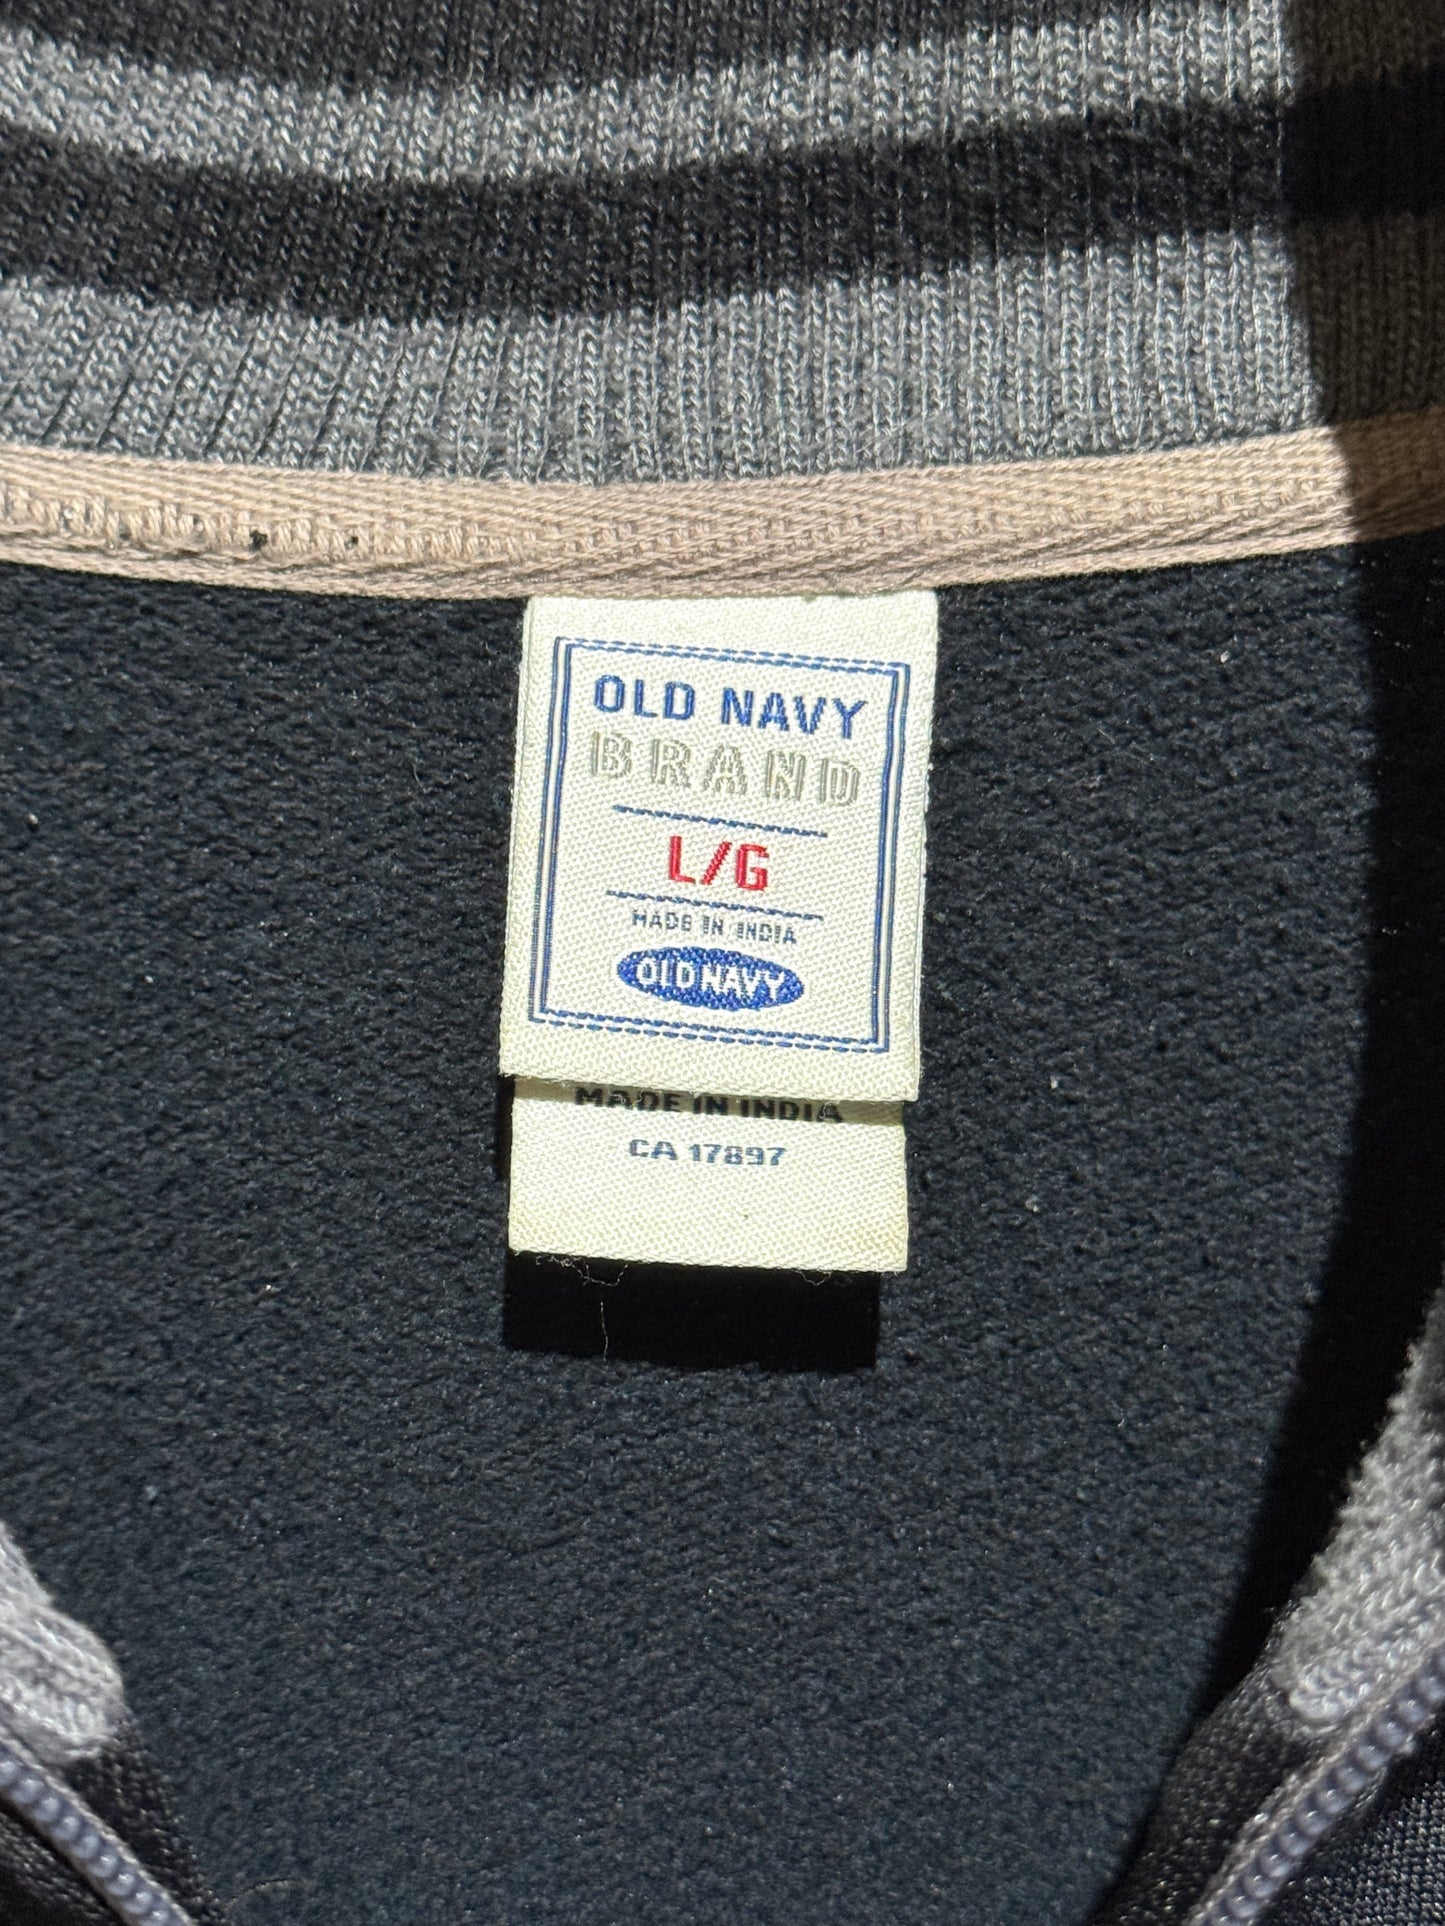 OLD NAVY
BRAND
L/G
MADE IN INDIA
OLD NAVY
MADE IN INDIA
CA 17897